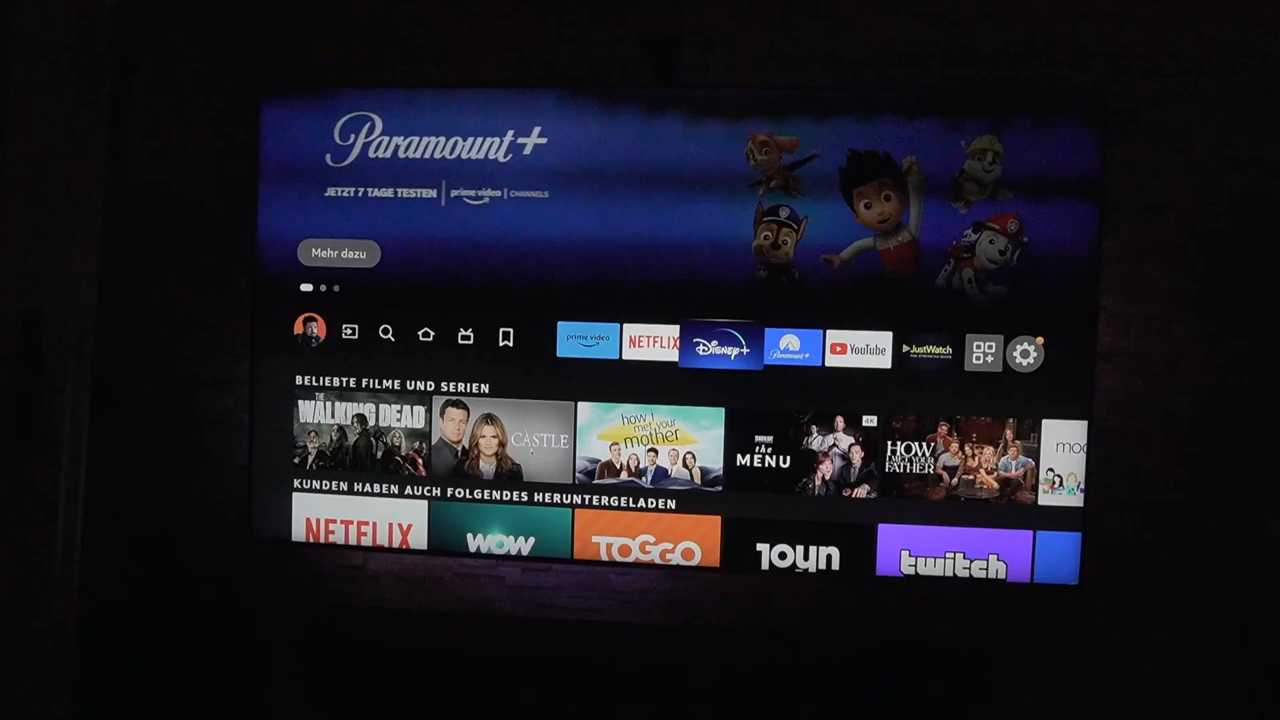 Paramount+
JETZT 7 TAGE TESTEN | prime video | CHANNELS
Mehr dazu
prime video
NETFLIX
Disney+
Paramount+
YouTube
JustWatch
BELIEBTE FILME UND SERIEN
THE WALKING DEAD
CASTLE
how i met your mother
the MENU
4K
HOW I MET YOUR FATHER
KUNDEN HABEN AUCH FOLGENDES HERUNTERGELADEN
NETFLIX
WOW
TOGGO
Joyn
twitch